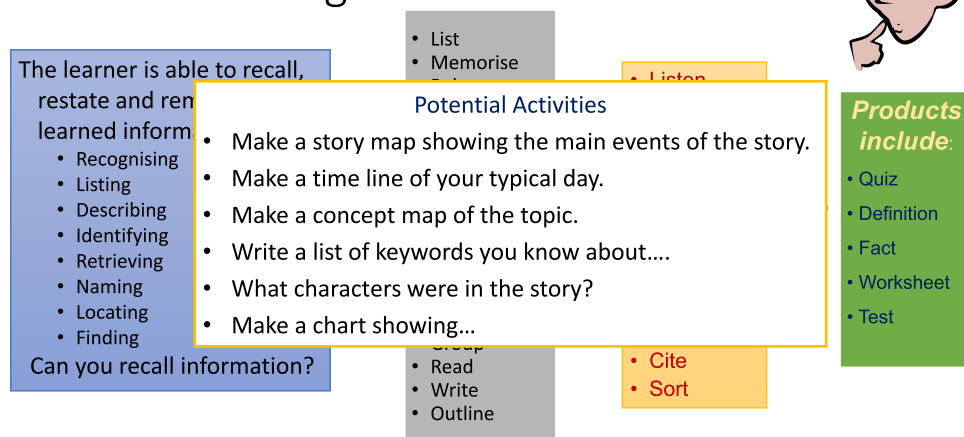 The learner is able to recall,
restate and
learned
• Recognising
• Listing
• Describing
• Identifying
• Retrieving
• Naming
• Locating
• Finding
Can you recall information?
• List
• Memorise
• Listen
Potential Activities
• Make a story map showing the main events of the story.
• Make a time line of your typical day.
• Make a concept map of the topic.
• Write a list of keywords you know about….
• What characters were in the story?
• Make a chart showing…
Group
• Read
• Write
• Outline
• Cite
• Sort
Products
include:
• Quiz
• Definition
• Fact
• Worksheet
• Test